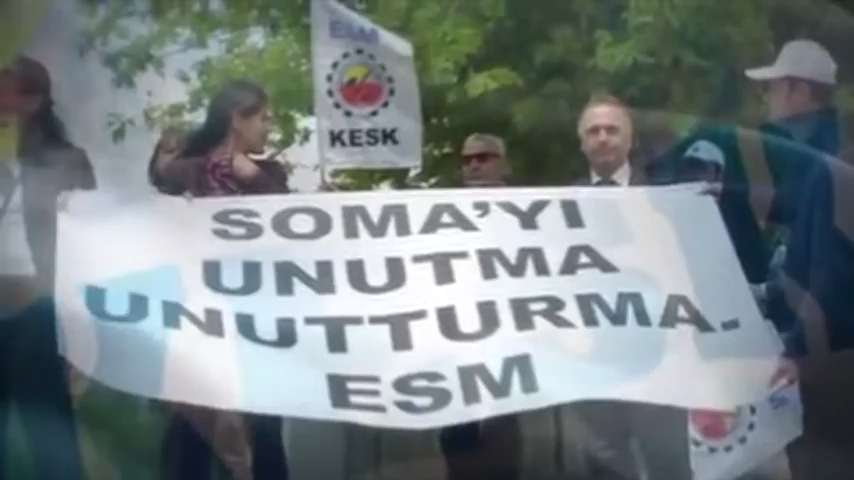 ESM
KESK
SOMA'YI
UNUTMA
UNUTTURMA.
ESM